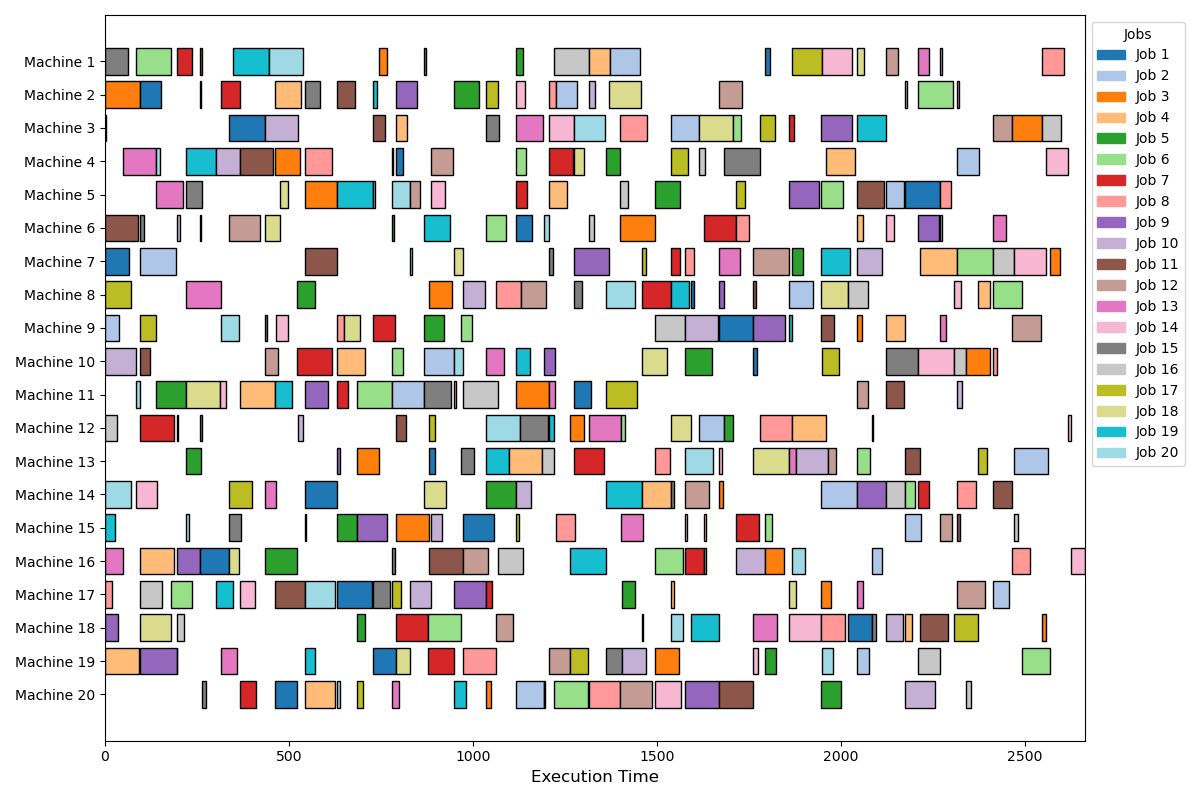 Machine 1
Machine 2
Machine 3
Machine 4
Machine 5
Machine 6
Machine 7
Machine 8
Machine 9
Machine 10
Machine 11
Machine 12
Machine 13
Machine 14
Machine 15
Machine 16
Machine 17
Machine 18
Machine 19
Machine 20
0 500 1000 1500 2000 2500
Execution Time
Jobs
Job 1
Job 2
Job 3
Job 4
Job 5
Job 6
Job 7
Job 8
Job 9
Job 10
Job 11
Job 12
Job 13
Job 14
Job 15
Job 16
Job 17
Job 18
Job 19
Job 20